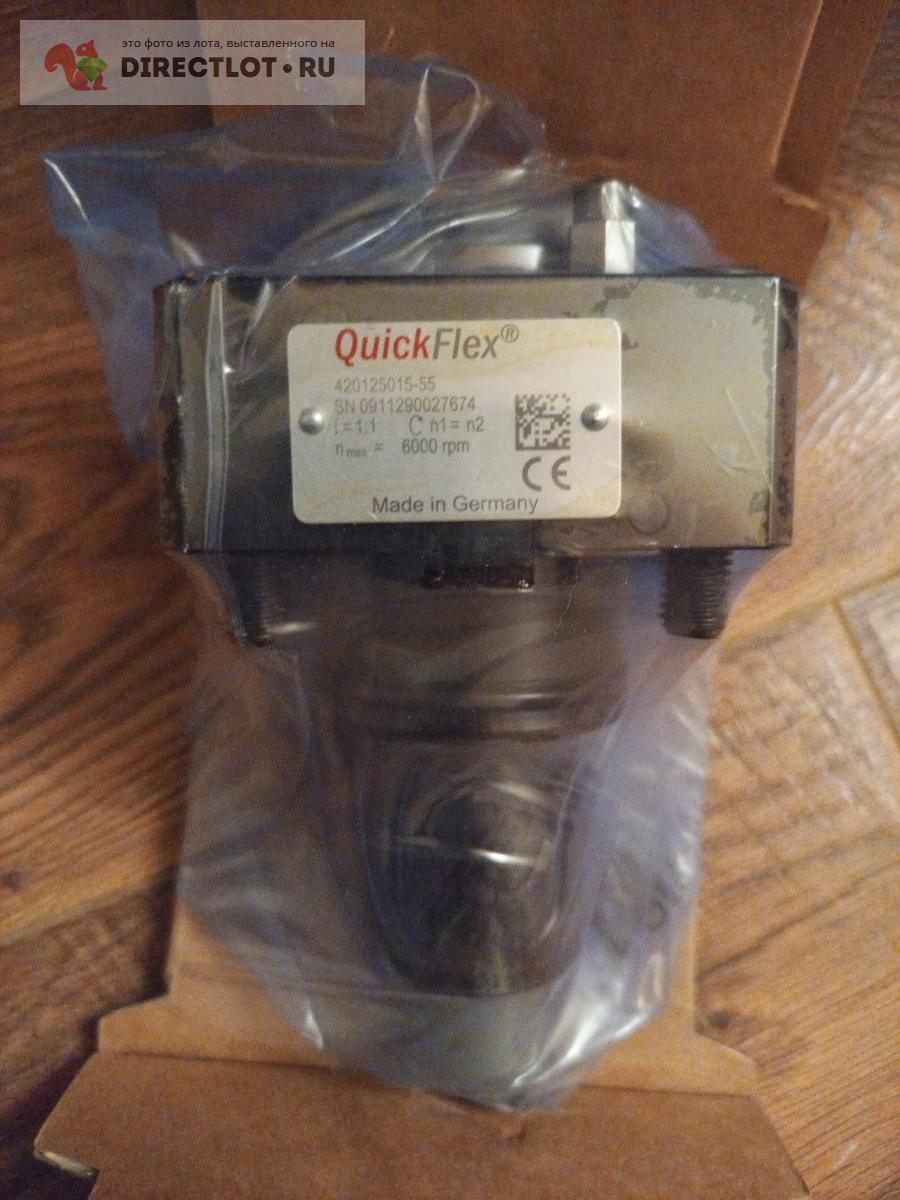 это фото из лота, выставленного на
DIRECTLOT.RU
QuickFlex®
420125015-55
SN 0911290027674
i = 1:1 n1 = n2
n max = 6000 rpm
CE
Made in Germany